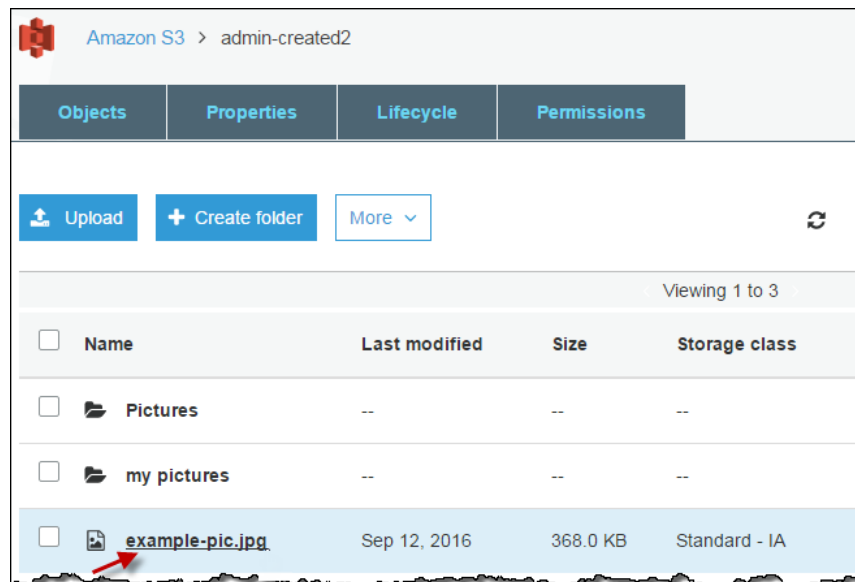 Amazon S3 > admin-created2
Objects Properties Lifecycle Permissions
Upload + Create folder More
Viewing 1 to 3
Name Last modified Size Storage class
Pictures -- -- --
my pictures -- -- --
example-pic.jpg Sep 12, 2016 368.0 KB Standard - IA